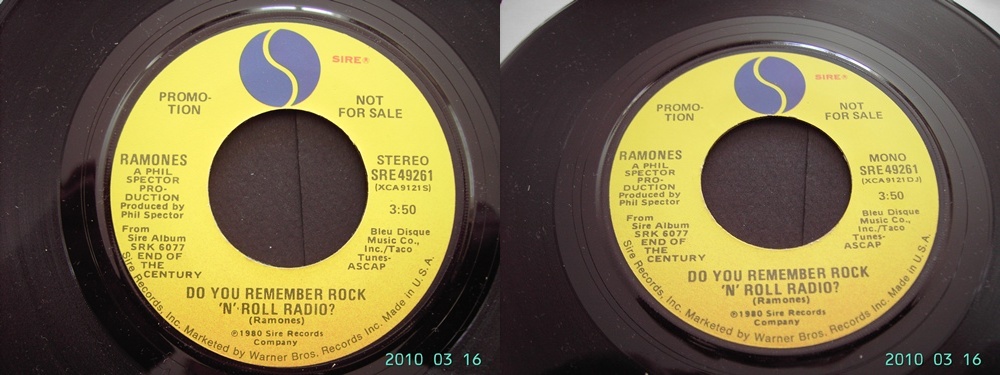 SIRE®
PROMO-
TION
NOT
FOR SALE
RAMONES
A PHIL
SPECTOR
PRO-
DUCTION
Produced by
Phil Spector
From
Sire Album
SRK 6077
END OF
THE
CENTURY
STEREO
SRE49261
(XCA9121S)
3:50
Bleu Disque
Music Co.,
Inc./Taco
Tunes-
ASCAP
DO YOU REMEMBER ROCK
'N' ROLL RADIO?
(Ramones)
℗1980 Sire Records
Company
Sire Records, Inc. Marketed by Warner Bros. Records Inc. Made in U.S.A.
2010 03 16
SIRE®
PROMO-
TION
NOT
FOR SALE
RAMONES
A PHIL
SPECTOR
PRO-
DUCTION
Produced by
Phil Spector
From
Sire Album
SRK 6077
END OF
THE
CENTURY
MONO
SRE49261
(XCA9121DJ)
3:50
Bleu Disque
Music Co.,
Inc./Taco
Tunes-
ASCAP
DO YOU REMEMBER ROCK
'N' ROLL RADIO?
(Ramones)
℗1980 Sire Records
Company
Sire Records, Inc. Marketed by Warner Bros. Records Inc. Made in U.S.A.
2010 03 16